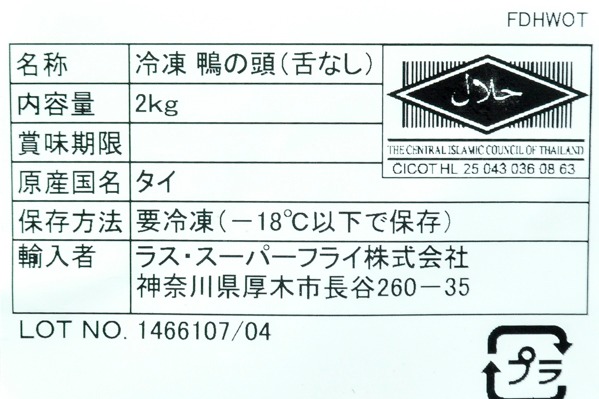 FDHWOT
名称 冷凍 鴨の頭(舌なし)
حلال
内容量 2kg
賞味期限
THE CENTRAL ISLAMIC COUNCIL OF THAILAND
CICOT HL 25 043 036 08 63
原産国名 タイ
保存方法 要冷凍(-18℃以下で保存)
輸入者 ラス・スーパーフライ株式会社
神奈川県厚木市長谷260-35
LOT NO. 1466107/04
プラ